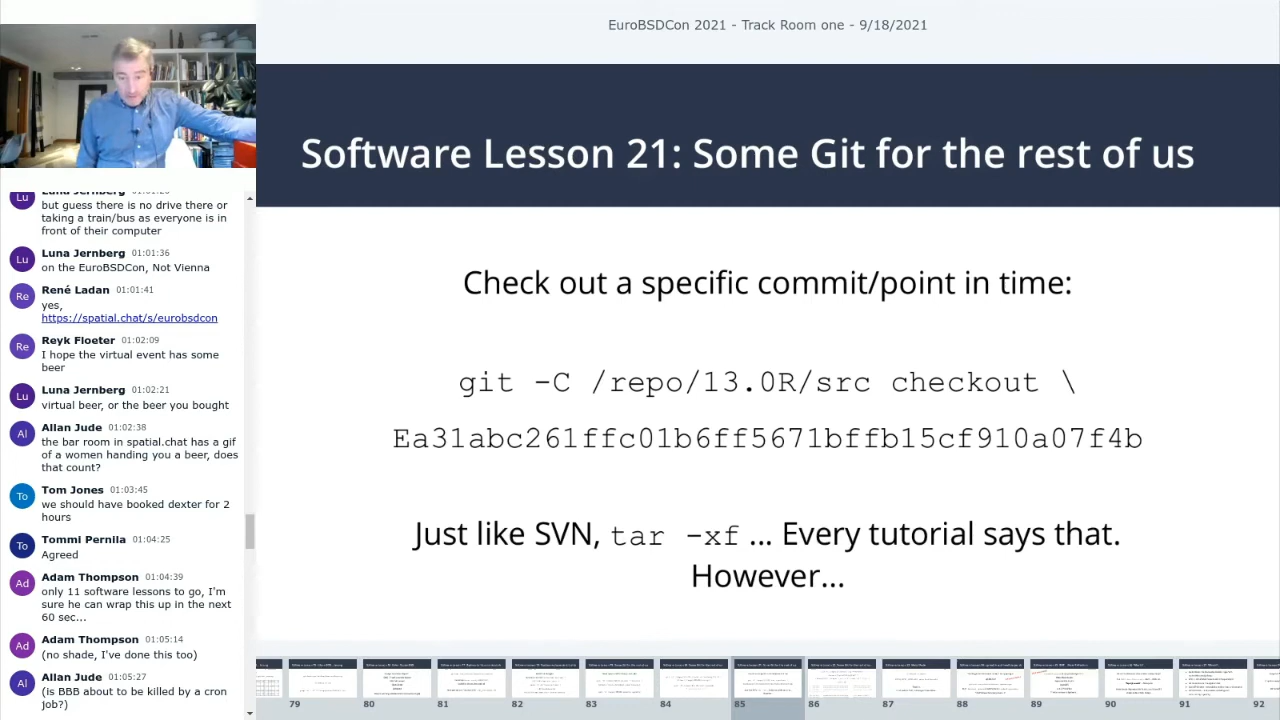 EuroBSDCon 2021 - Track Room one - 9/18/2021
Software Lesson 21: Some Git for the rest of us
Check out a specific commit/point in time:
git -C /repo/13.0R/src checkout \
Ea31abc261ffc01b6ff5671bffb15cf910a07f4b
Just like SVN, tar -xf ... Every tutorial says that.
However...
Lu
Luna Jernberg
but guess there is no drive there or
taking a train/bus as everyone is in
front of their computer
Lu
Luna Jernberg 01:01:36
on the EuroBSDCon, Not Vienna
Re
René Ladan 01:01:41
yes,
https://spatial.chat/s/eurobsdcon
Re
Reyk Floeter 01:02:09
I hope the virtual event has some
beer
Lu
Luna Jernberg 01:02:21
virtual beer, or the beer you bought
Al
Allan Jude 01:02:38
the bar room in spatial.chat has a gif
of a women handing you a beer, does
that count?
To
Tom Jones 01:03:45
we should have booked dexter for 2
hours
To
Tommi Pernila 01:04:25
Agreed
Ad
Adam Thompson 01:04:39
only 11 software lessons to go, I'm
sure he can wrap this up in the next
60 sec...
Ad
Adam Thompson 01:05:14
(no shade, I've done this too)
Al
Allan Jude 01:05:27
(is BBB about to be killed by a cron
job?)
79 80 81 82 83 84 85 86 87 88 89 90 91 92